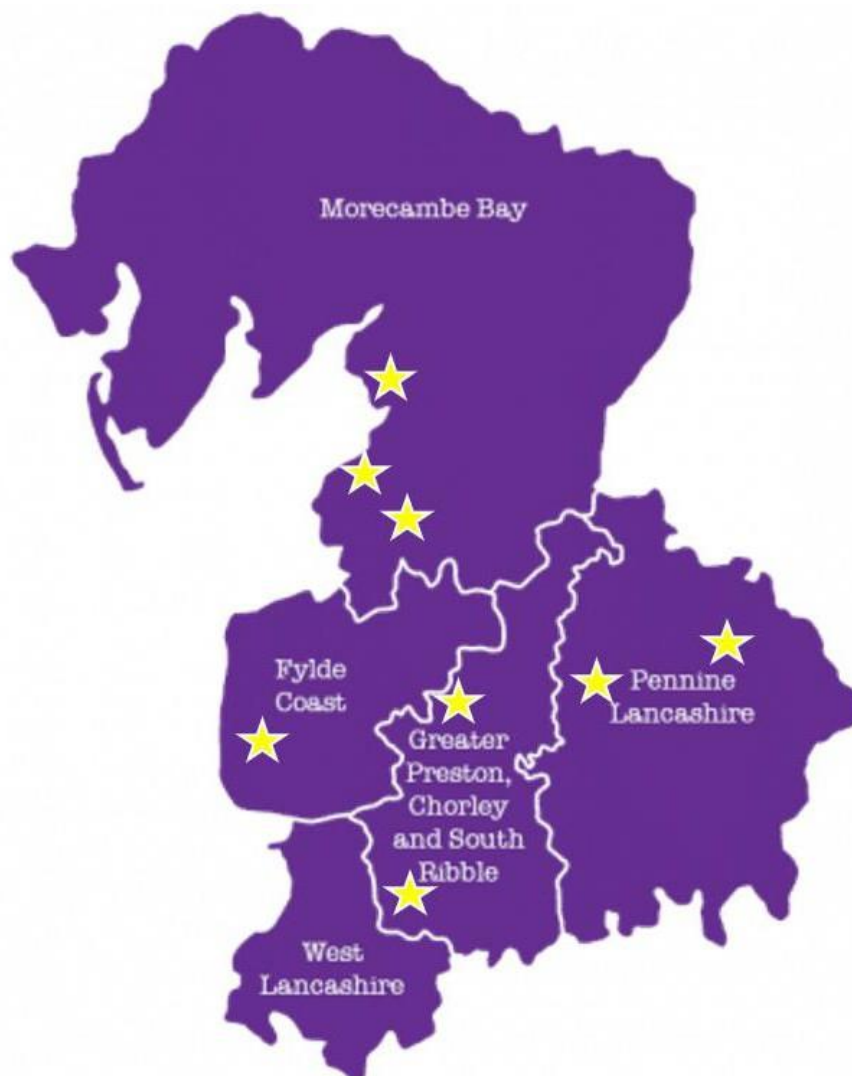 Morecambe Bay
Fylde
Coast
Pennine
Lancashire
Greater
Preston,
Chorley
and South
Ribble
West
Lancashire